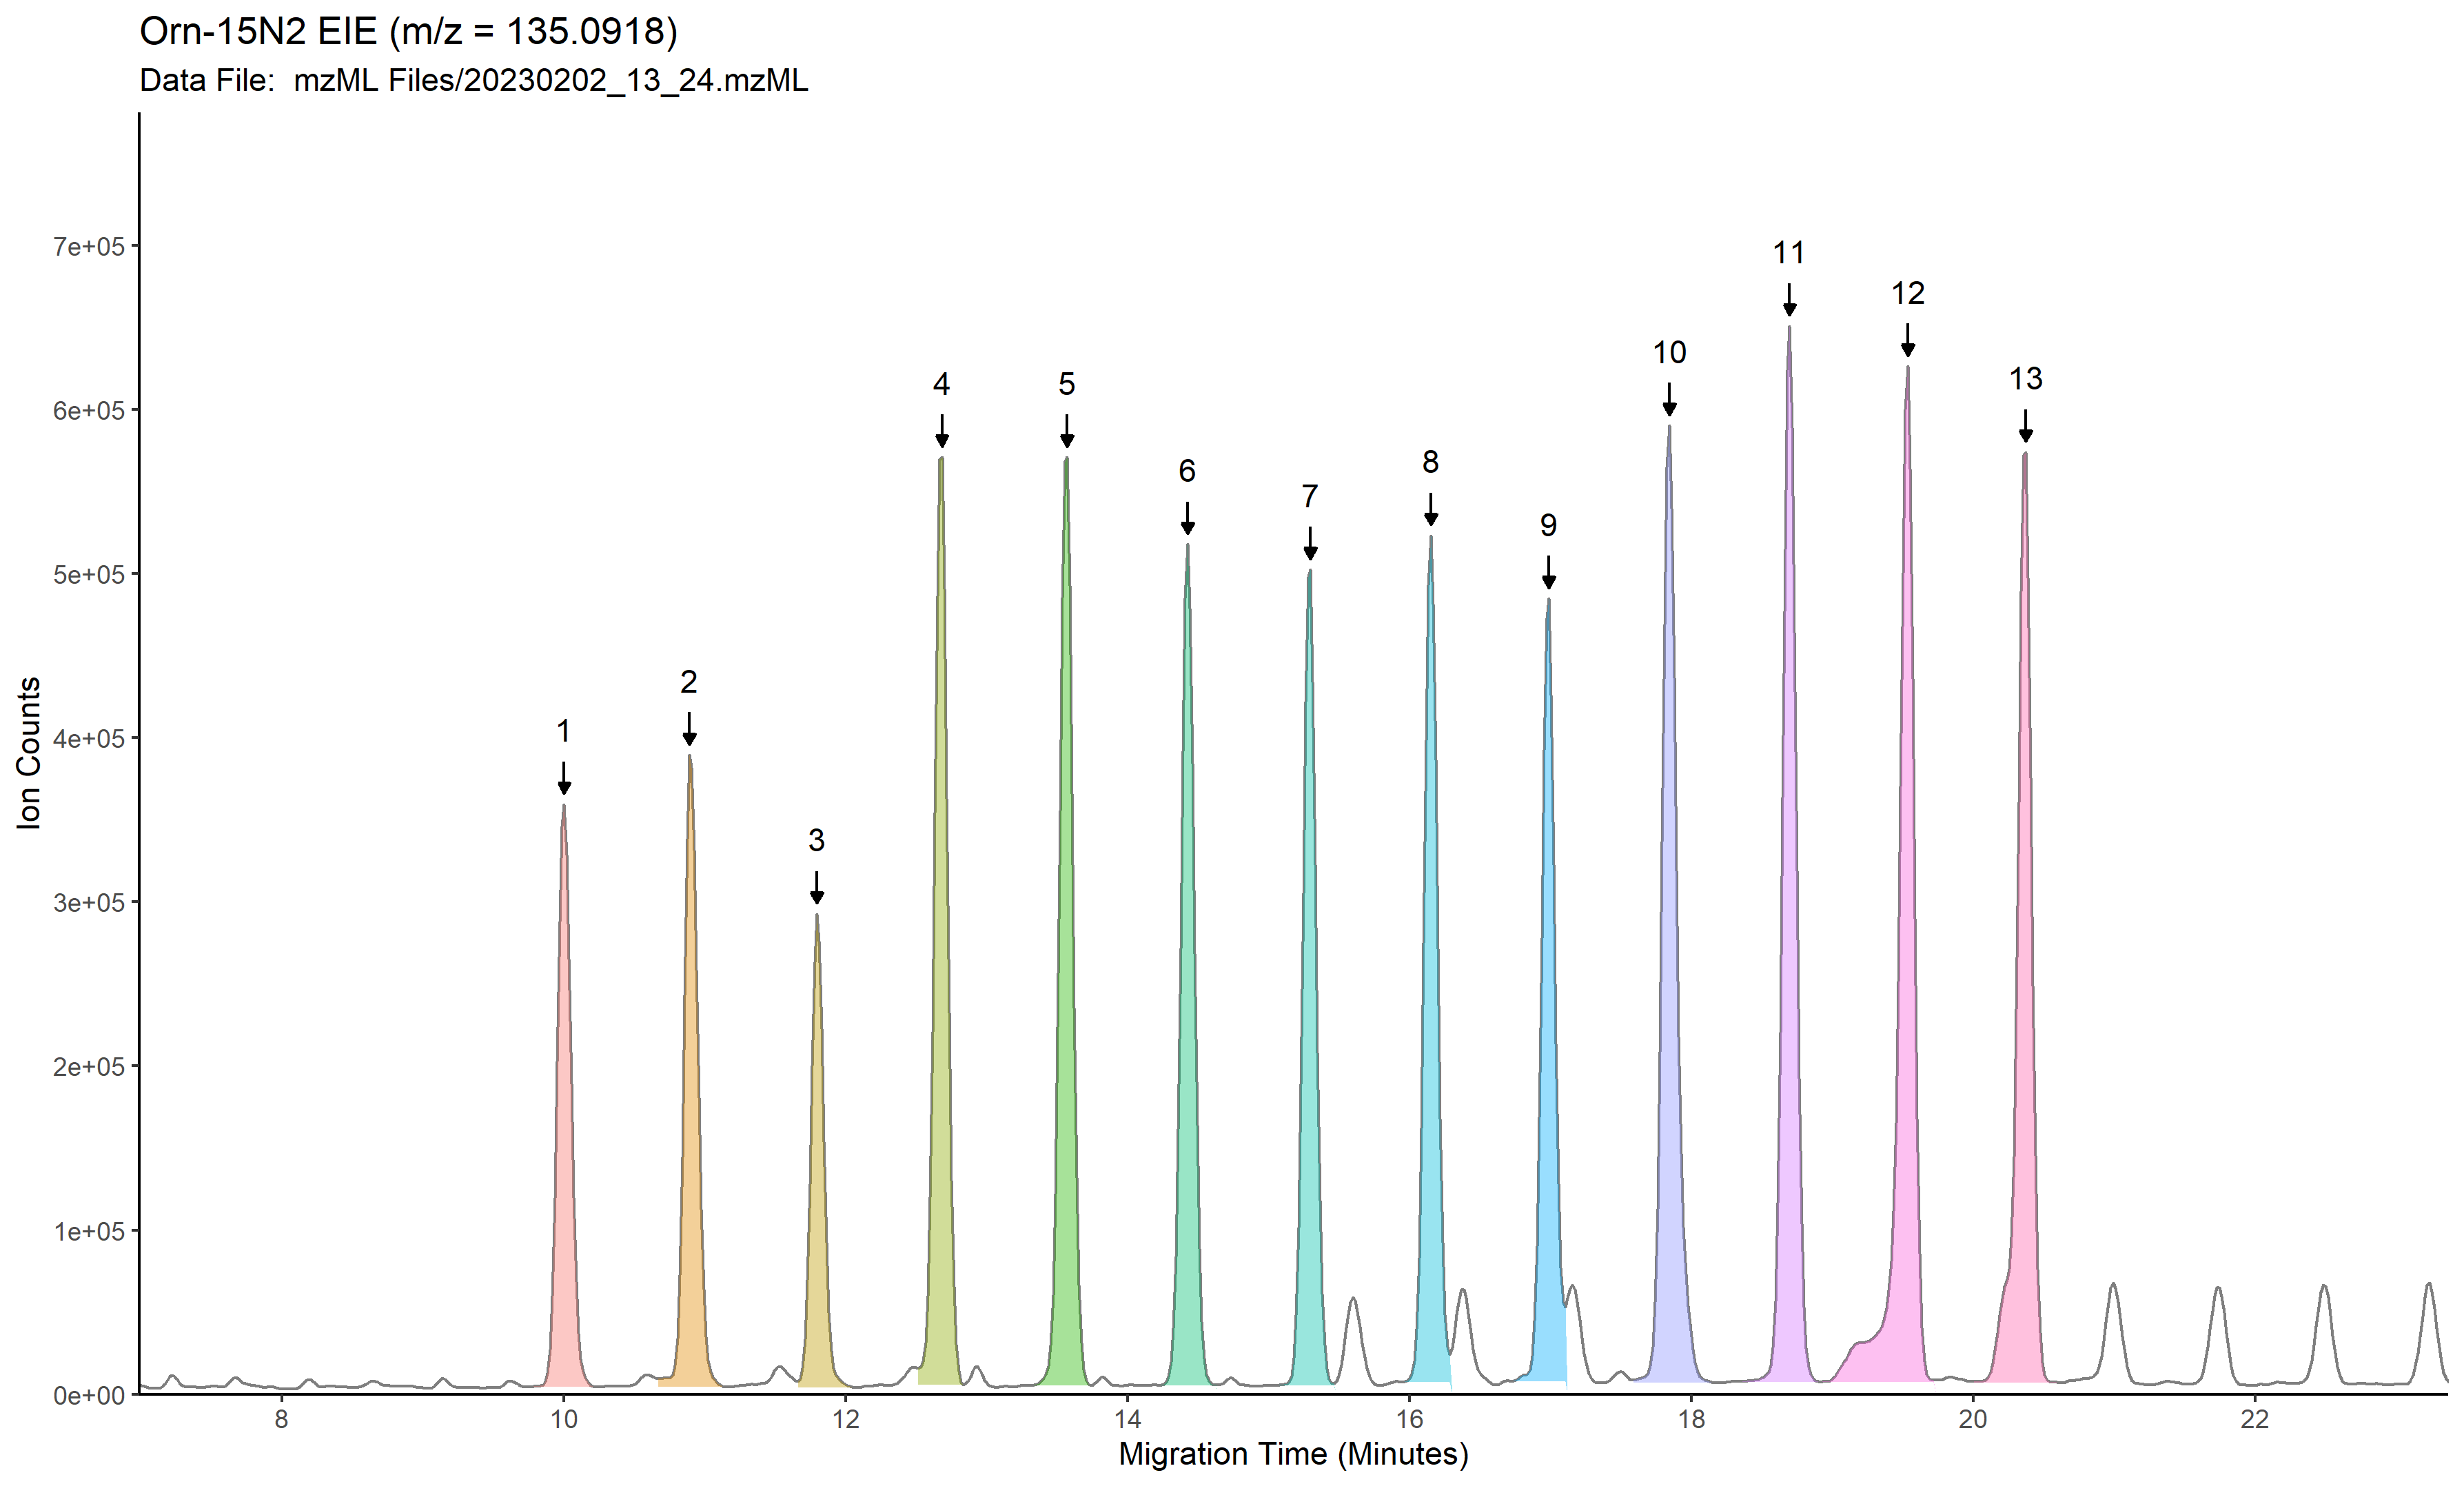 Orn-15N2 EIE (m/z = 135.0918)
Data File:  mzML Files/20230202_13_24.mzML
7e+05
6e+05
5e+05
4e+05
3e+05
2e+05
1e+05
0e+00
Ion Counts
1
2
3
4
5
6
7
8
9
10
11
12
13
8
10
12
14
16
18
20
22
Migration Time (Minutes)